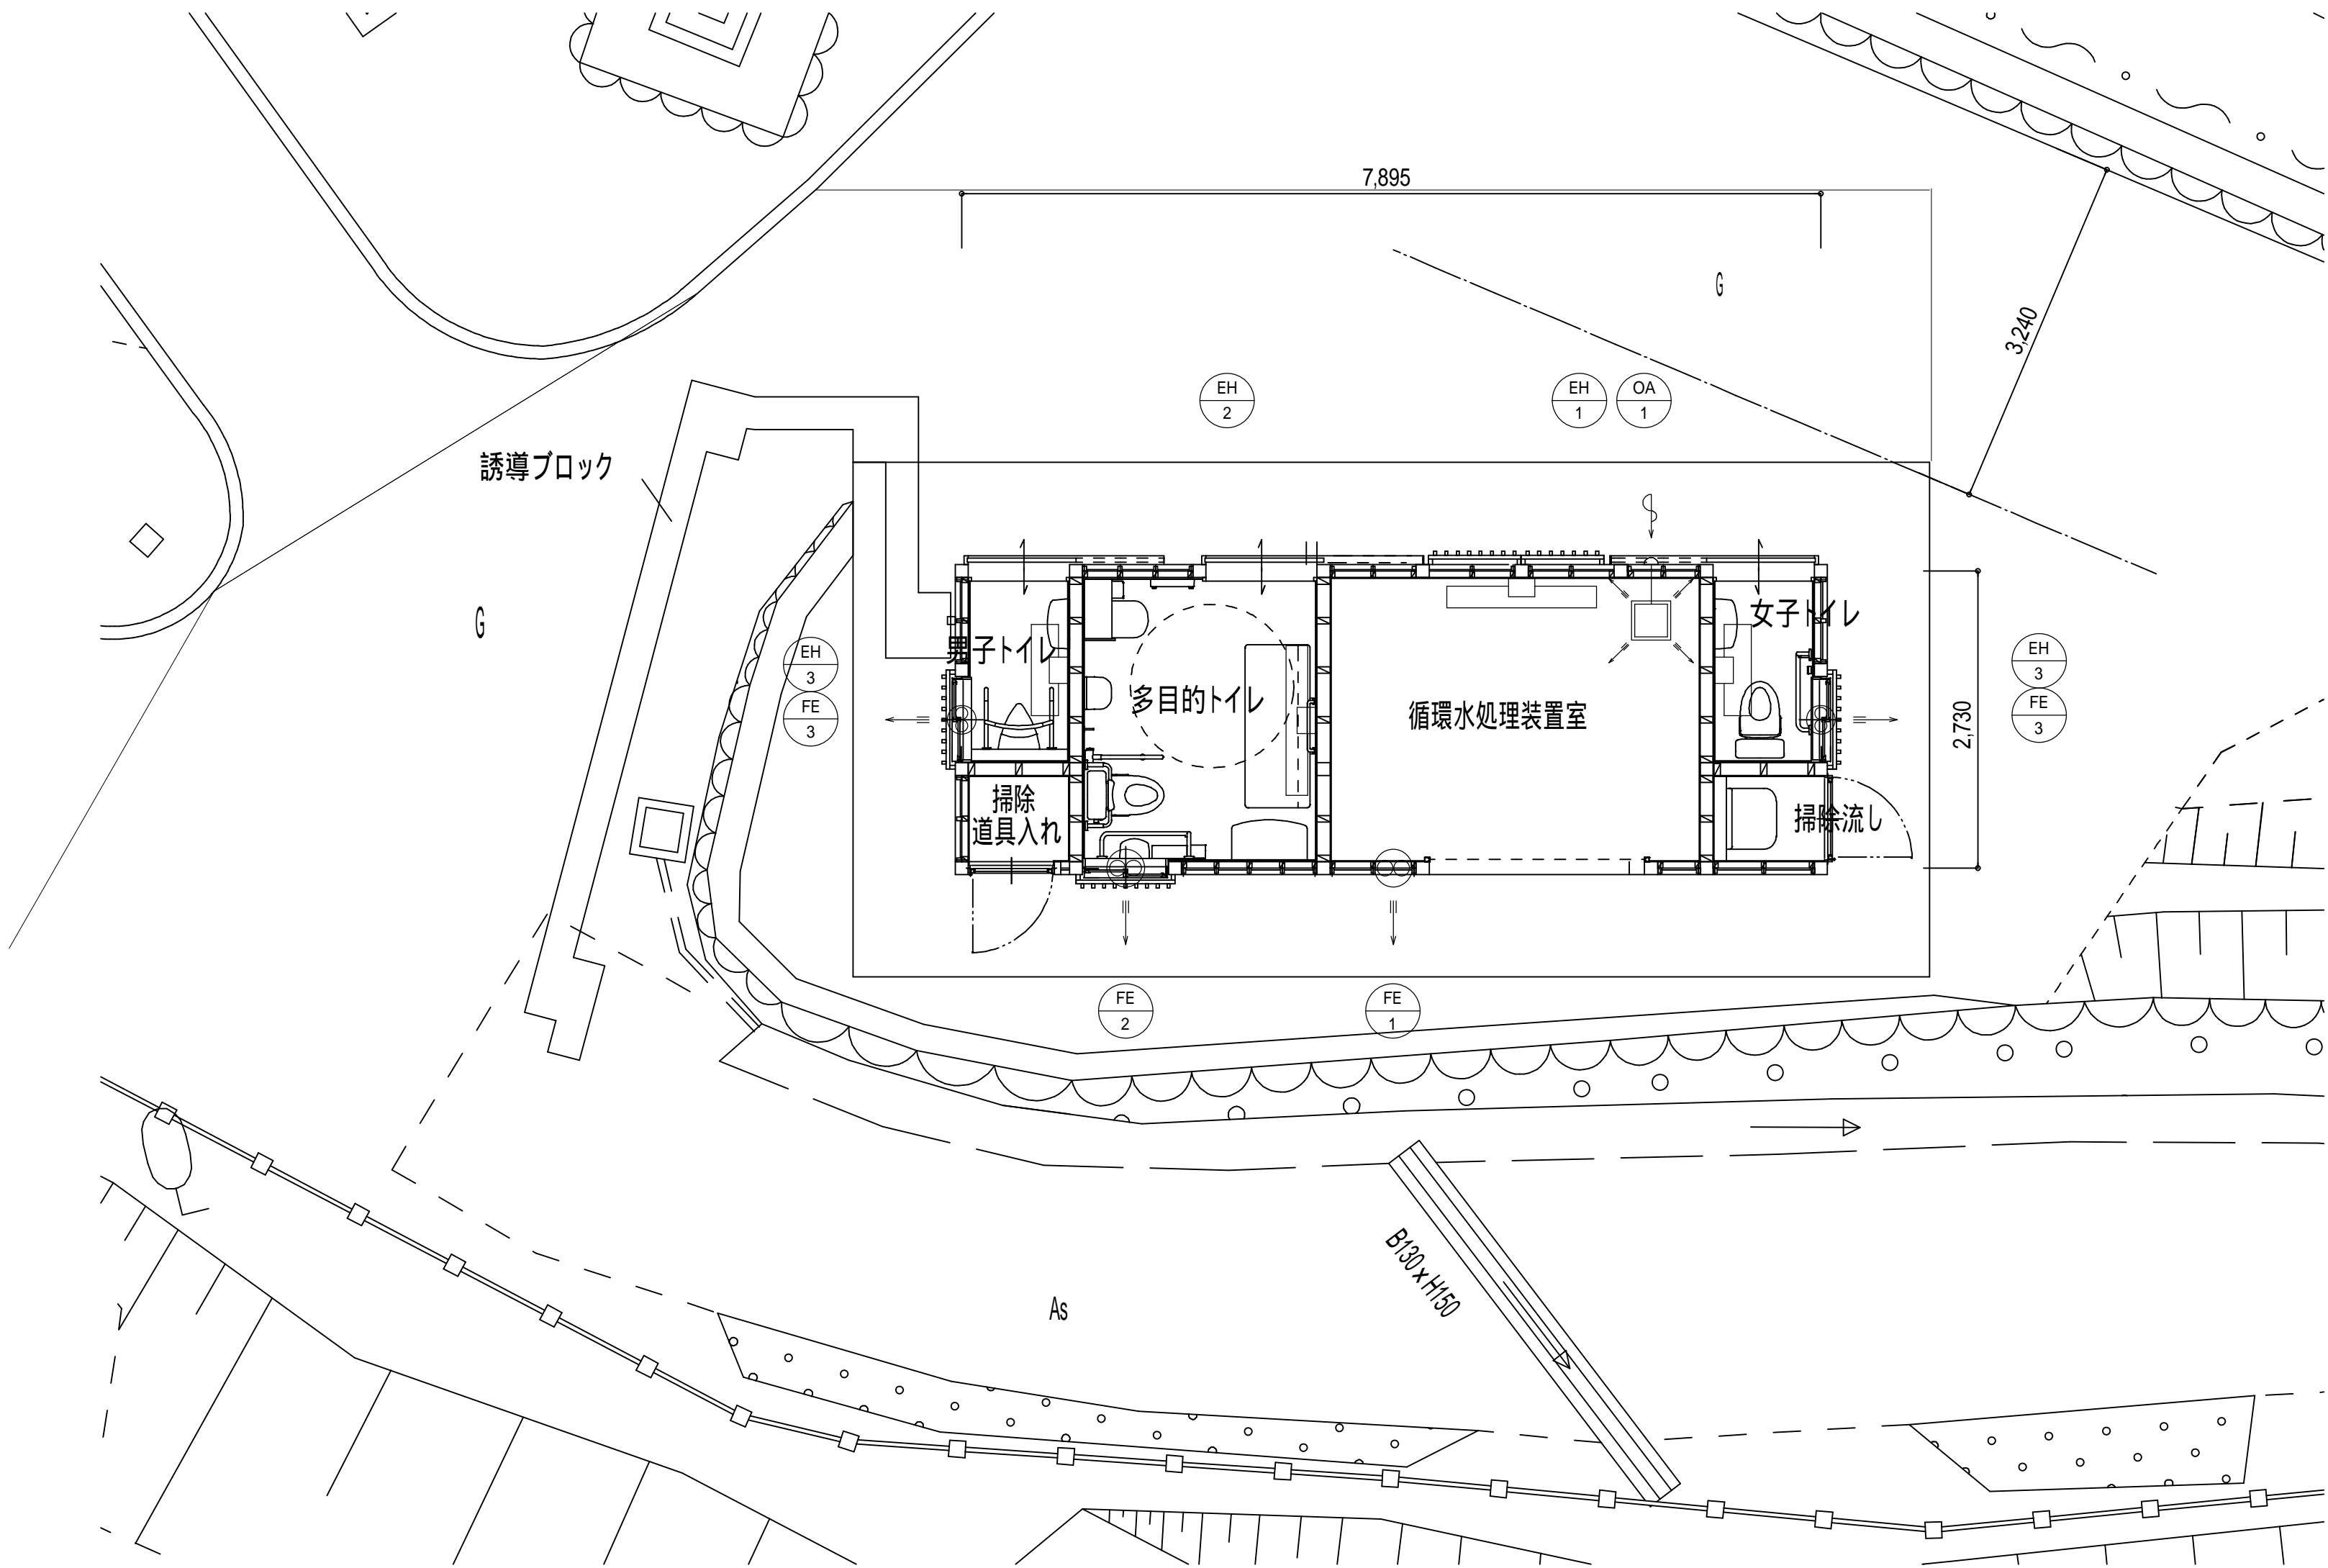 7,895
G
3,240
EH
2
EH
1
OA
1
誘導ブロック
G
EH
3
FE
3
男子トイレ
多目的トイレ
循環水処理装置室
女子トイレ
EH
3
FE
3
2,730
掃除
道具入れ
掃除流し
FE
2
FE
1
B130×H150
As